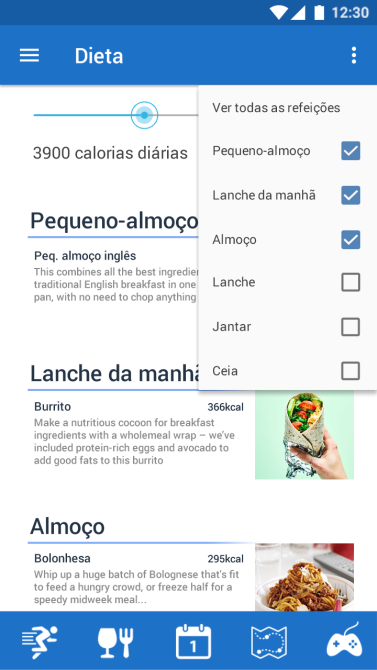 12:30
Dieta
Ver todas as refeições
3900 calorias diárias
Pequeno-almoço
Lanche da manhã
Almoço
Lanche
Jantar
Ceia
Pequeno-almoço
Peq. almoço inglês
This combines all the best
traditional English breakfast in one
pan, with no need to chop anything
Lanche da
Burrito 366kcal
Make a nutritious cocoon for breakfast
ingredients with a wholemeal wrap – we've
included protein-rich eggs and avocado to
add good fats to this burrito
Almoço
Bolonhesa 295kcal
Whip up a huge batch of Bolognese that's fit
to feed a hungry crowd, or freeze half for a
speedy midweek meal...
1